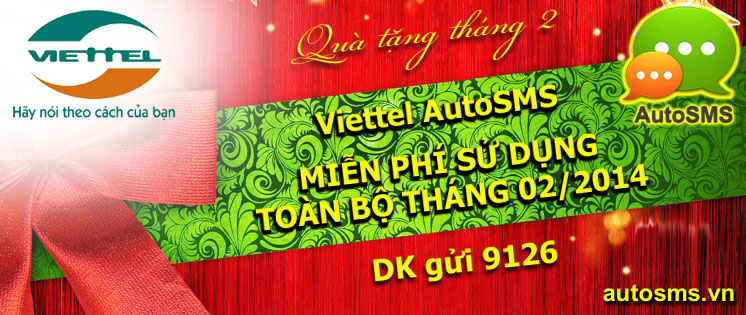 VIETTEL
Hãy nói theo cách của bạn
Quà tặng tháng 2
AutoSMS
Viettel AutoSMS
MIỄN PHÍ SỬ DỤNG
TOÀN BỘ THÁNG 02/2014
DK gửi 9126
autosms.vn